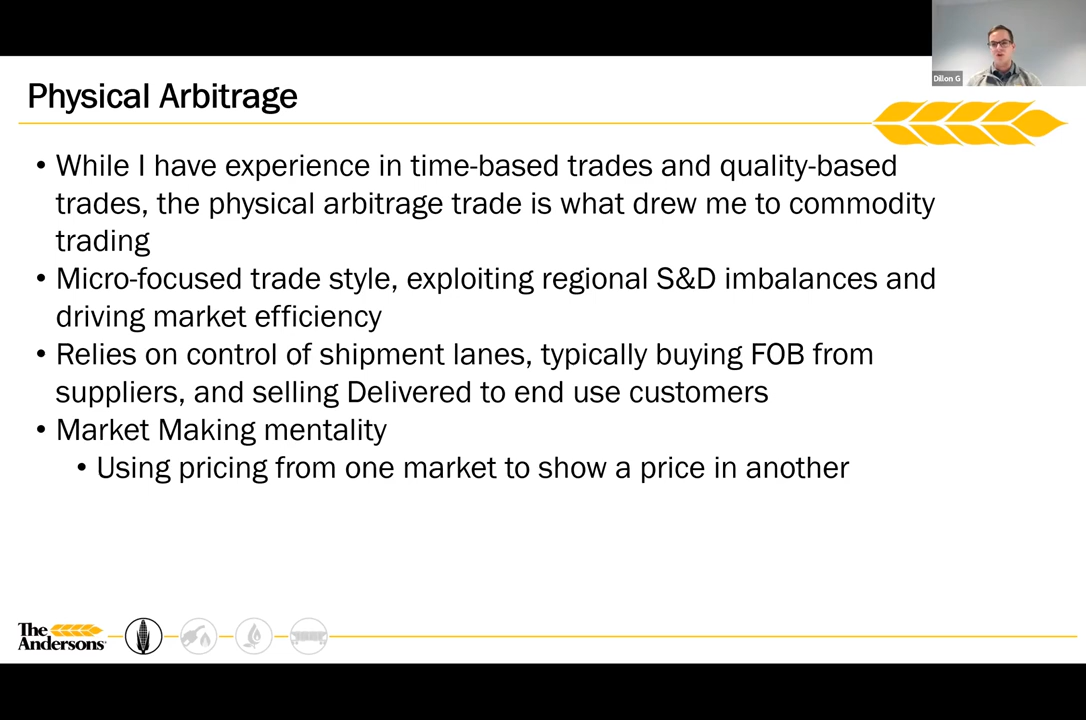 Dillon G
Physical Arbitrage
• While I have experience in time-based trades and quality-based
trades, the physical arbitrage trade is what drew me to commodity
trading
• Micro-focused trade style, exploiting regional S&D imbalances and
driving market efficiency
• Relies on control of shipment lanes, typically buying FOB from
suppliers, and selling Delivered to end use customers
• Market Making mentality
• Using pricing from one market to show a price in another
The
Andersons